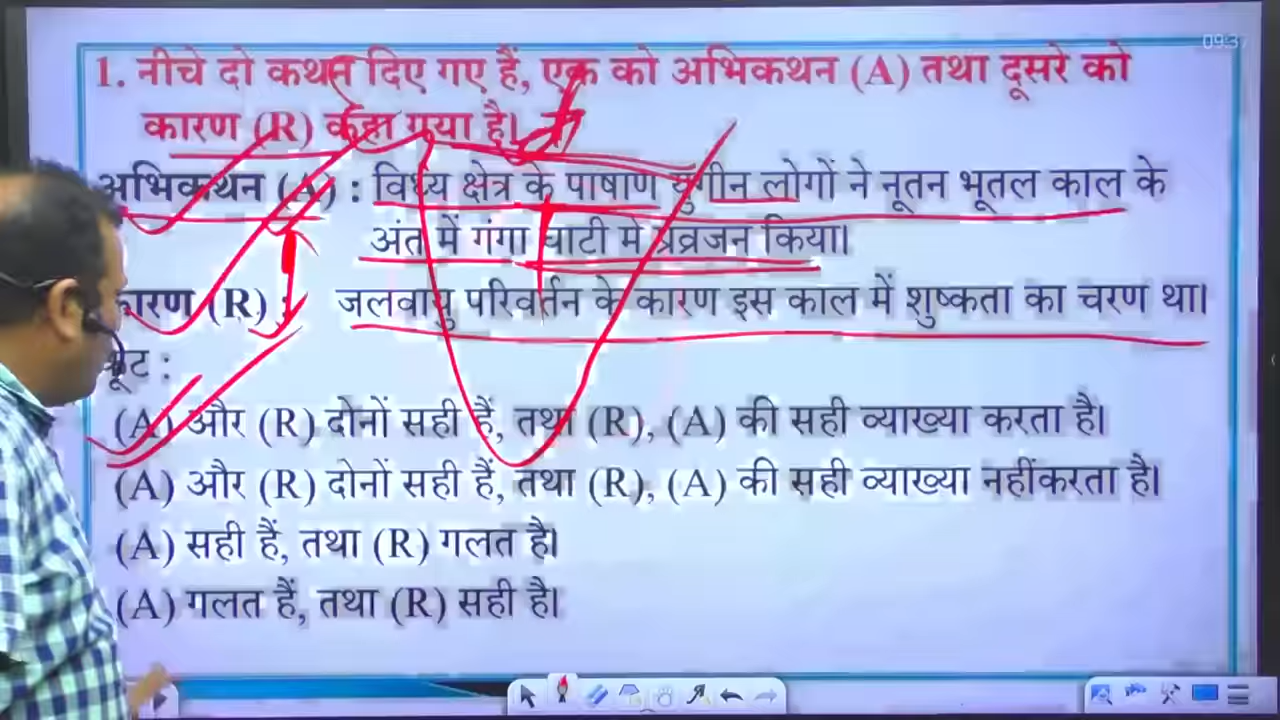 09:37
1. नीचे दो कथन दिए गए हैं, एक को अभिकथन (A) तथा दूसरे को
कारण (R) कहा गया है।
अभिकथन (A) : विंध्य क्षेत्र के पाषाण युगीन लोगों ने नूतन भूतल काल के
अंत में गंगा घाटी मे प्रव्रजन किया।
कारण (R) : जलवायु परिवर्तन के कारण इस काल में शुष्कता का चरण था।
कूट :
(A) और (R) दोनों सही हैं, तथा (R), (A) की सही व्याख्या करता है।
(A) और (R) दोनों सही हैं, तथा (R), (A) की सही व्याख्या नहींकरता है।
(A) सही हैं, तथा (R) गलत है।
(A) गलत हैं, तथा (R) सही है।